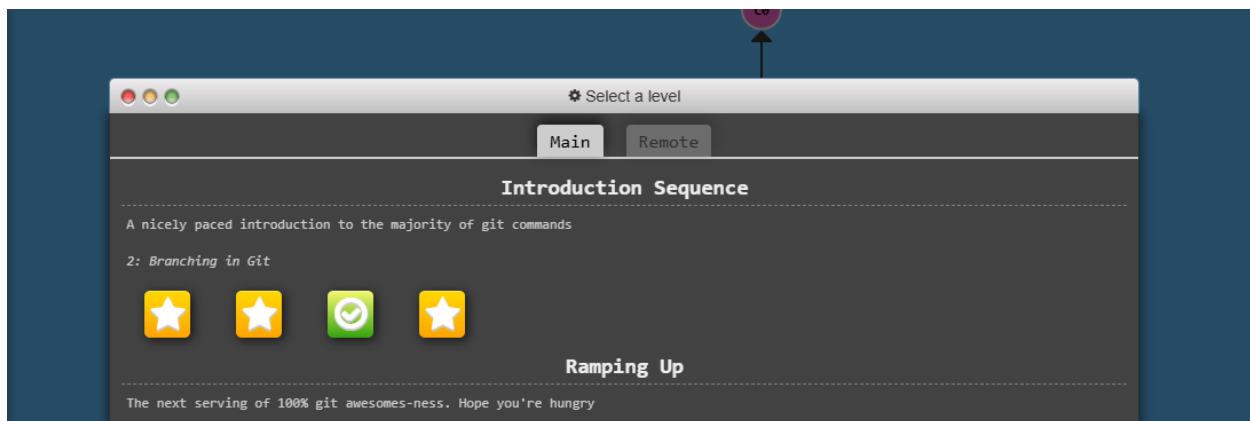 C0
Select a level
Main
Remote
Introduction Sequence
A nicely paced introduction to the majority of git commands
2: Branching in Git
Ramping Up
The next serving of 100% git awesomes-ness. Hope you're hungry